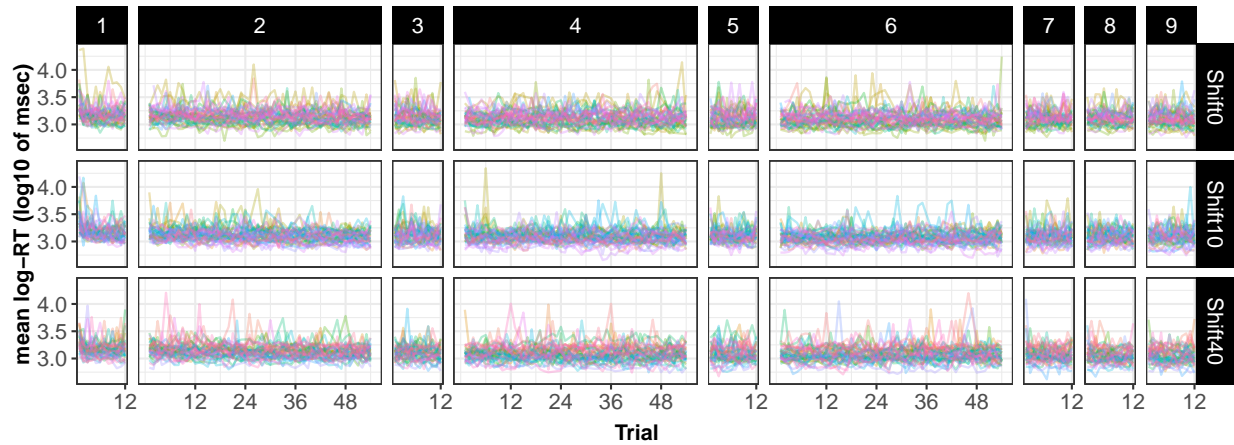 1 2 3 4 5 6 7 8 9
4.0
3.5
3.0
Shift0
4.0
3.5
3.0
Shift10
4.0
3.5
3.0
Shift40
mean log−RT (log10 of msec)
12 12 24 36 48 12 12 24 36 48 12 12 24 36 48 12 12 12
Trial